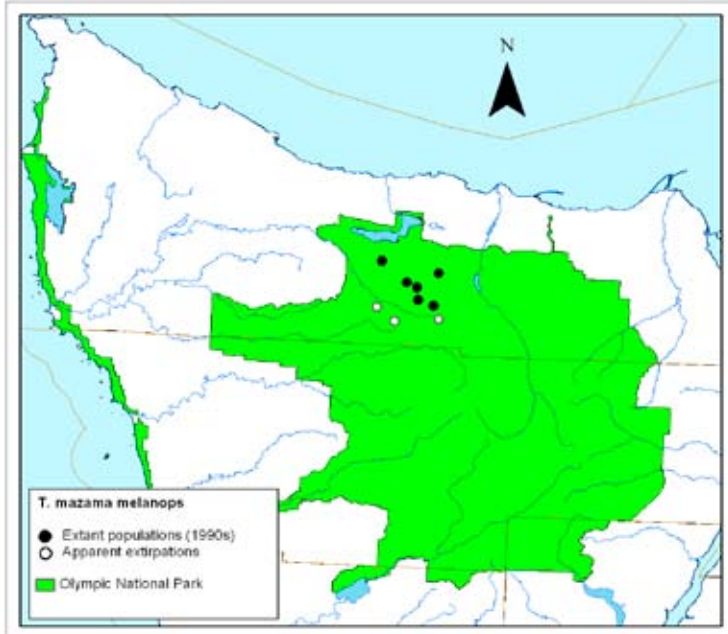 N
T. mazama melanops
Extant populations (1990s)
Apparent extirpations
Olympic National Park